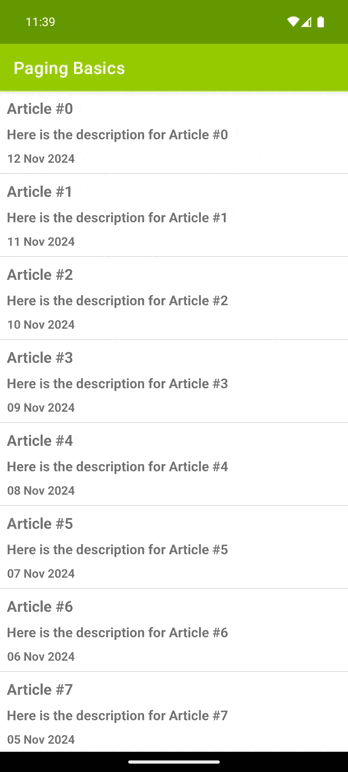 11:39
Paging Basics
Article #0
Here is the description for Article #0
12 Nov 2024
Article #1
Here is the description for Article #1
11 Nov 2024
Article #2
Here is the description for Article #2
10 Nov 2024
Article #3
Here is the description for Article #3
09 Nov 2024
Article #4
Here is the description for Article #4
08 Nov 2024
Article #5
Here is the description for Article #5
07 Nov 2024
Article #6
Here is the description for Article #6
06 Nov 2024
Article #7
Here is the description for Article #7
05 Nov 2024